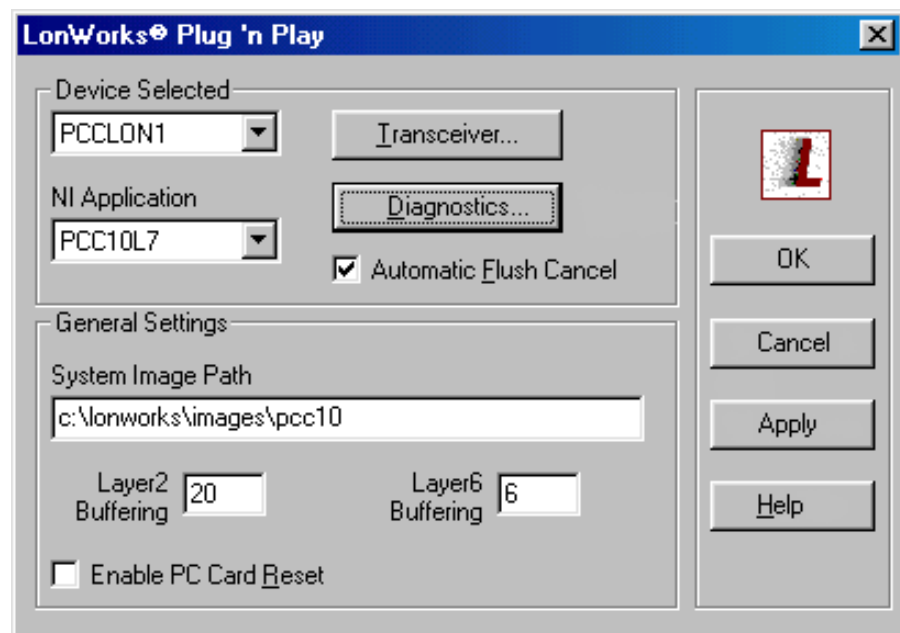 LonWorks® Plug 'n Play
Device Selected
PCCLON1
Transceiver...
NI Application
Diagnostics...
PCC10L7
Automatic Flush Cancel
General Settings
System Image Path
c:\lonworks\images\pcc10
Layer2
Buffering
20
Layer6
Buffering
6
Enable PC Card Reset
L
OK
Cancel
Apply
Help